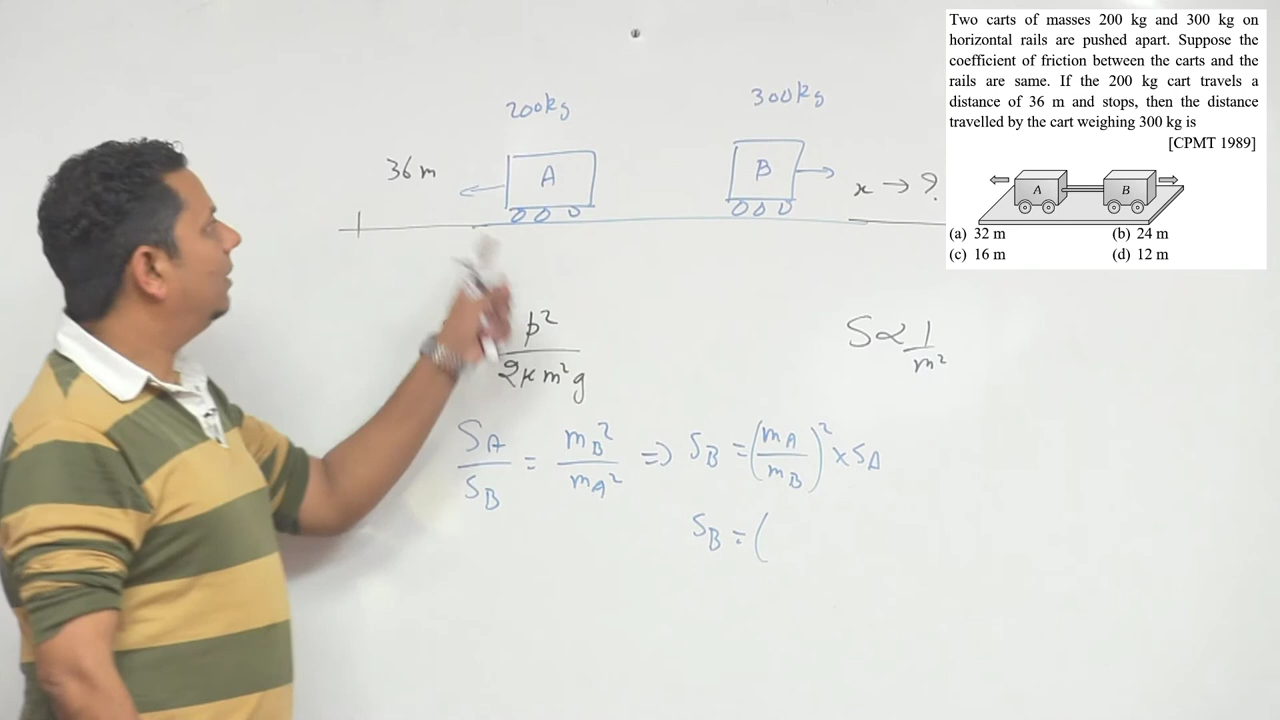 Two carts of masses 200 kg and 300 kg on
horizontal rails are pushed apart. Suppose the
coefficient of friction between the carts and the
rails are same. If the 200 kg cart travels a
distance of 36 m and stops, then the distance
travelled by the cart weighing 300 kg is
[CPMT 1989]
A B
(a) 32 m (b) 24 m
(c) 16 m (d) 12 m
200kg 300kg
36 m A B x → ?
p²/2μm²g S ∝ 1/m²
S_A/S_B = m_B²/m_A² ⇒ S_B = (m_A/m_B)² × S_A
S_B = (